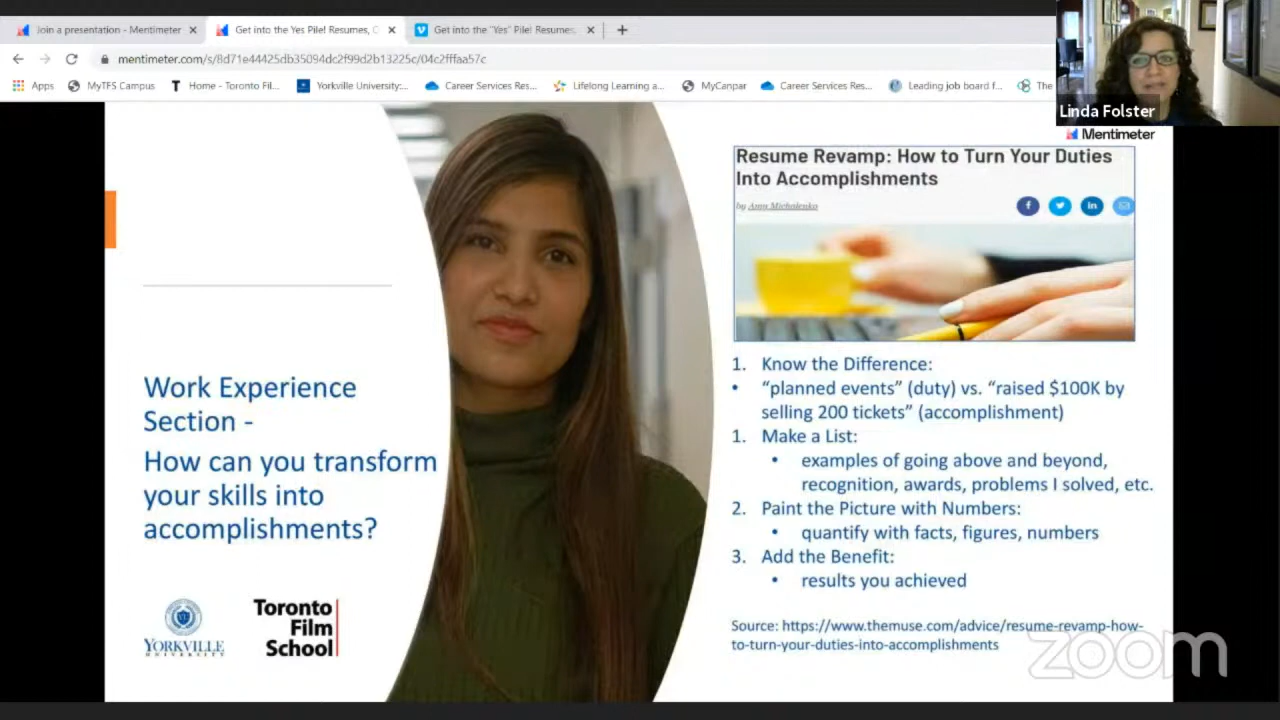 Join a presentation - Mentimeter
Get into the Yes Pile! Resumes, C
Get into the "Yes" Pile! Resumes,
mentimeter.com/s/8d71e44425db35094dc2f99d2b13225c/04c2fffaa57c
Apps
MyTFS Campus
Home - Toronto Fil...
Yorkville University:...
Career Services Res...
Lifelong Learning a...
MyCanpar
Career Services Res...
Leading job board f...
The
Linda Folster
Mentimeter
Resume Revamp: How to Turn Your Duties
Into Accomplishments
by Amy Michalenko
Work Experience
Section -
How can you transform
your skills into
accomplishments?
1. Know the Difference:
• “planned events” (duty) vs. “raised $100K by
selling 200 tickets” (accomplishment)
1. Make a List:
• examples of going above and beyond,
recognition, awards, problems I solved, etc.
2. Paint the Picture with Numbers:
• quantify with facts, figures, numbers
3. Add the Benefit:
• results you achieved
Source: https://www.themuse.com/advice/resume-revamp-how-
to-turn-your-duties-into-accomplishments
YORKVILLE
UNIVERSITY
Toronto
Film
School
zoom